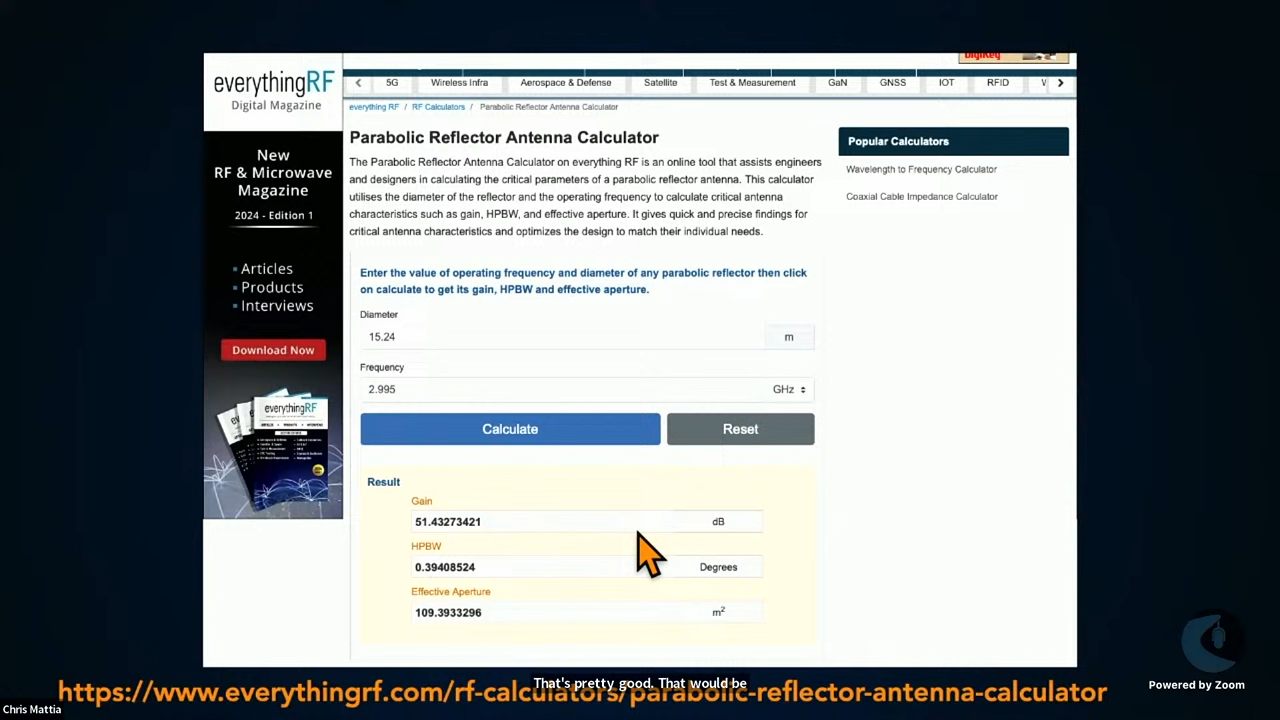 everythingRF
Digital Magazine
New
RF & Microwave
Magazine
2024 - Edition 1
▪ Articles
▪ Products
▪ Interviews
Download Now
everythingRF
DigiKey
5G Wireless Infra Aerospace & Defense Satellite Test & Measurement GaN GNSS IOT RFID
everything RF / RF Calculators / Parabolic Reflector Antenna Calculator
Parabolic Reflector Antenna Calculator
The Parabolic Reflector Antenna Calculator on everything RF is an online tool that assists engineers
and designers in calculating the critical parameters of a parabolic reflector antenna. This calculator
utilises the diameter of the reflector and the operating frequency to calculate critical antenna
characteristics such as gain, HPBW, and effective aperture. It gives quick and precise findings for
critical antenna characteristics and optimizes the design to match their individual needs.
Enter the value of operating frequency and diameter of any parabolic reflector then click
on calculate to get its gain, HPBW and effective aperture.
Diameter
15.24 m
Frequency
2.995 GHz
Calculate Reset
Result
Gain
51.43273421 dB
HPBW
0.39408524 Degrees
Effective Aperture
109.3933296 m²
Popular Calculators
Wavelength to Frequency Calculator
Coaxial Cable Impedance Calculator
That's pretty good. That would be
https://www.everythingrf.com/rf-calculators/parabolic-reflector-antenna-calculator
Powered by Zoom
Chris Mattia